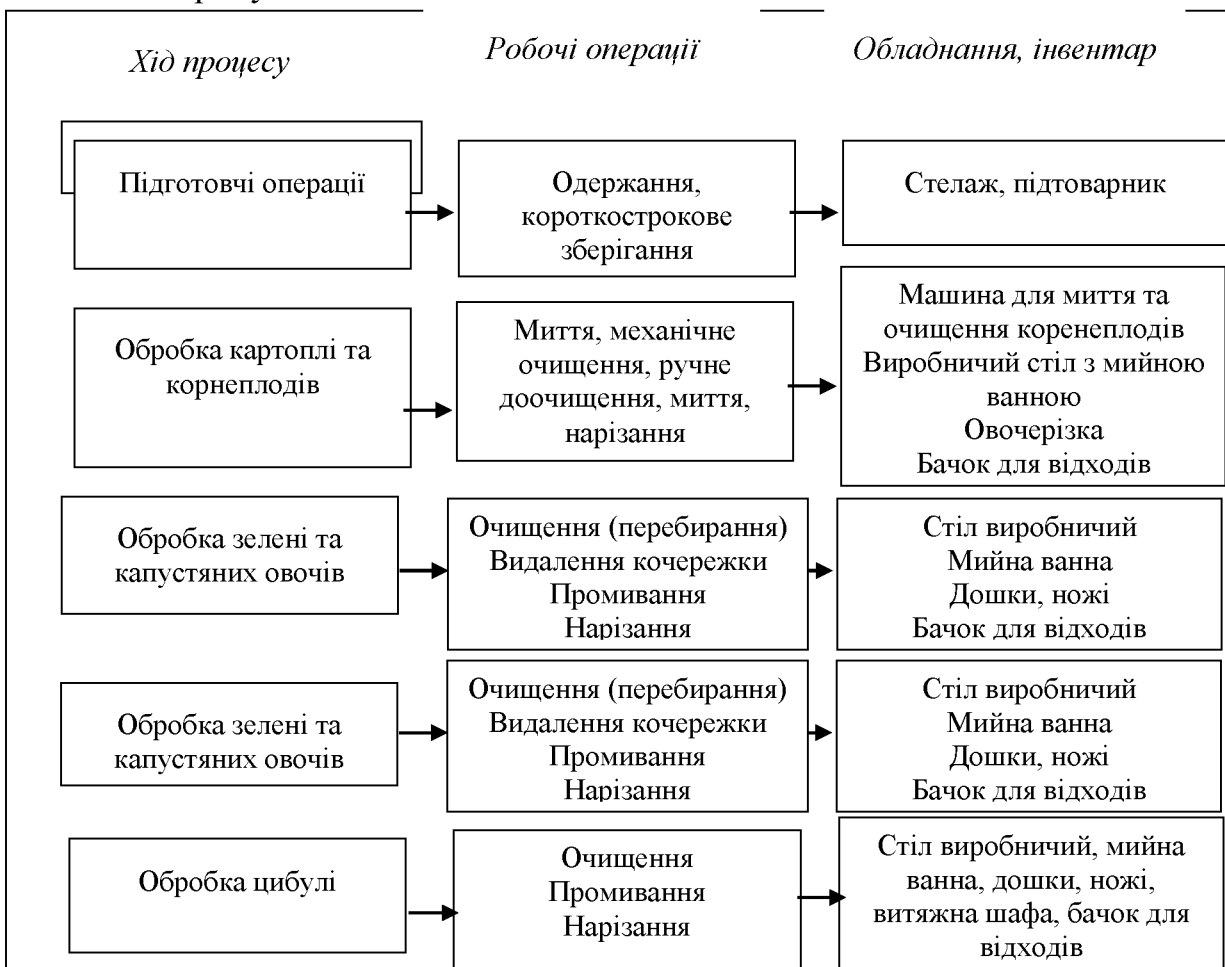 Хід процесу
Робочі операції
Обладнання, інвентар
Підготовчі операції
Одержання,
короткострокове
зберігання
Стелаж, підтоварник
Обробка картоплі та
корнеплодів
Миття, механічне
очищення, ручне
доочищення, миття,
нарізання
Машина для миття та
очищення коренеплодів
Виробничий стіл з мийною
ванною
Овочерізка
Бачок для відходів
Обробка зелені та
капустяних овочів
Очищення (перебирання)
Видалення кочережки
Промивання
Нарізання
Стіл виробничий
Мийна ванна
Дошки, ножі
Бачок для відходів
Обробка зелені та
капустяних овочів
Очищення (перебирання)
Видалення кочережки
Промивання
Нарізання
Стіл виробничий
Мийна ванна
Дошки, ножі
Бачок для відходів
Обробка цибулі
Очищення
Промивання
Нарізання
Стіл виробничий, мийна
ванна, дошки, ножі,
витяжна шафа, бачок для
відходів